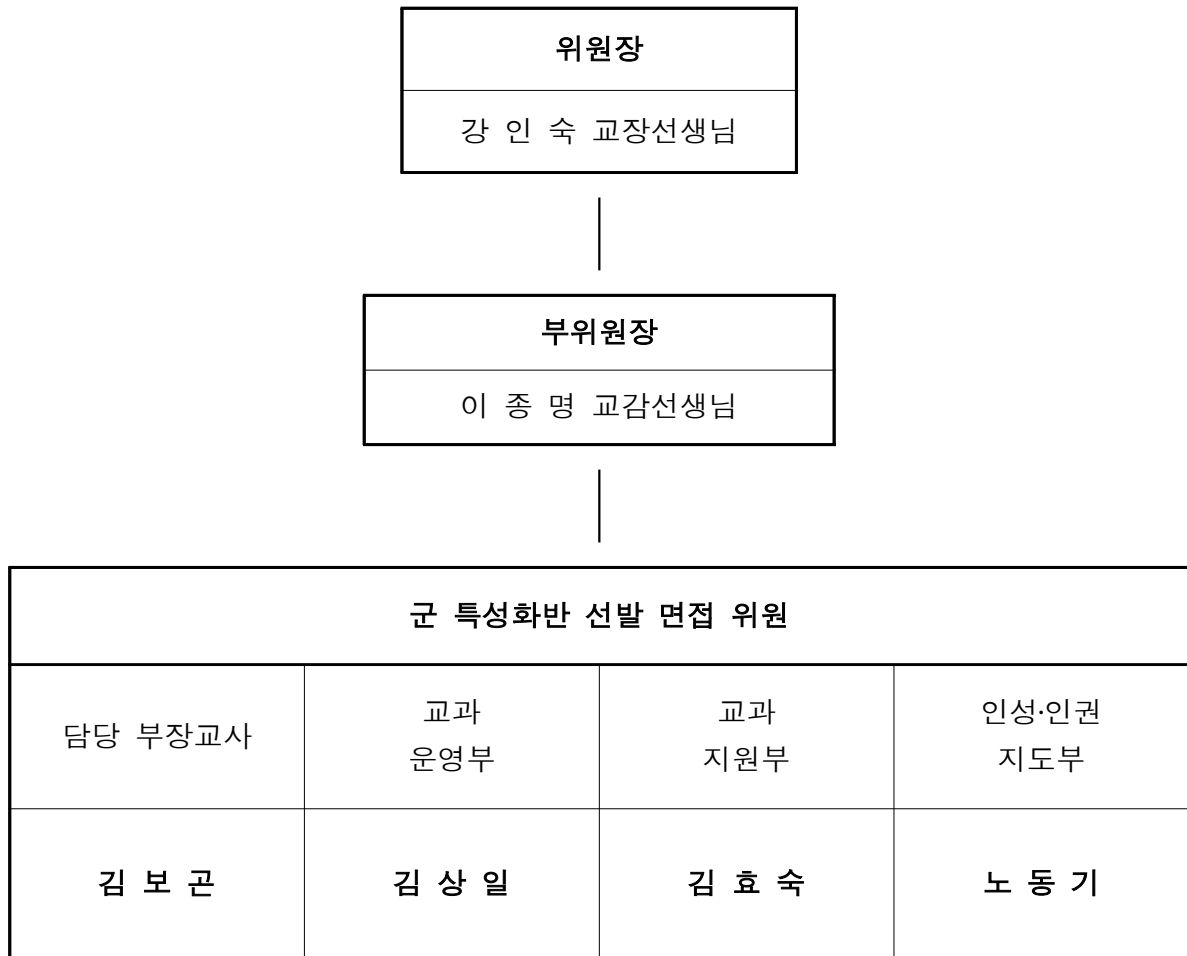 위원장
강 인 숙 교장선생님
부위원장
이 종 명 교감선생님
군 특성화반 선발 면접 위원
담당 부장교사
교과
운영부
교과
지원부
인성·인권
지도부
김 보 곤
김 상 일
김 효 숙
노 동 기